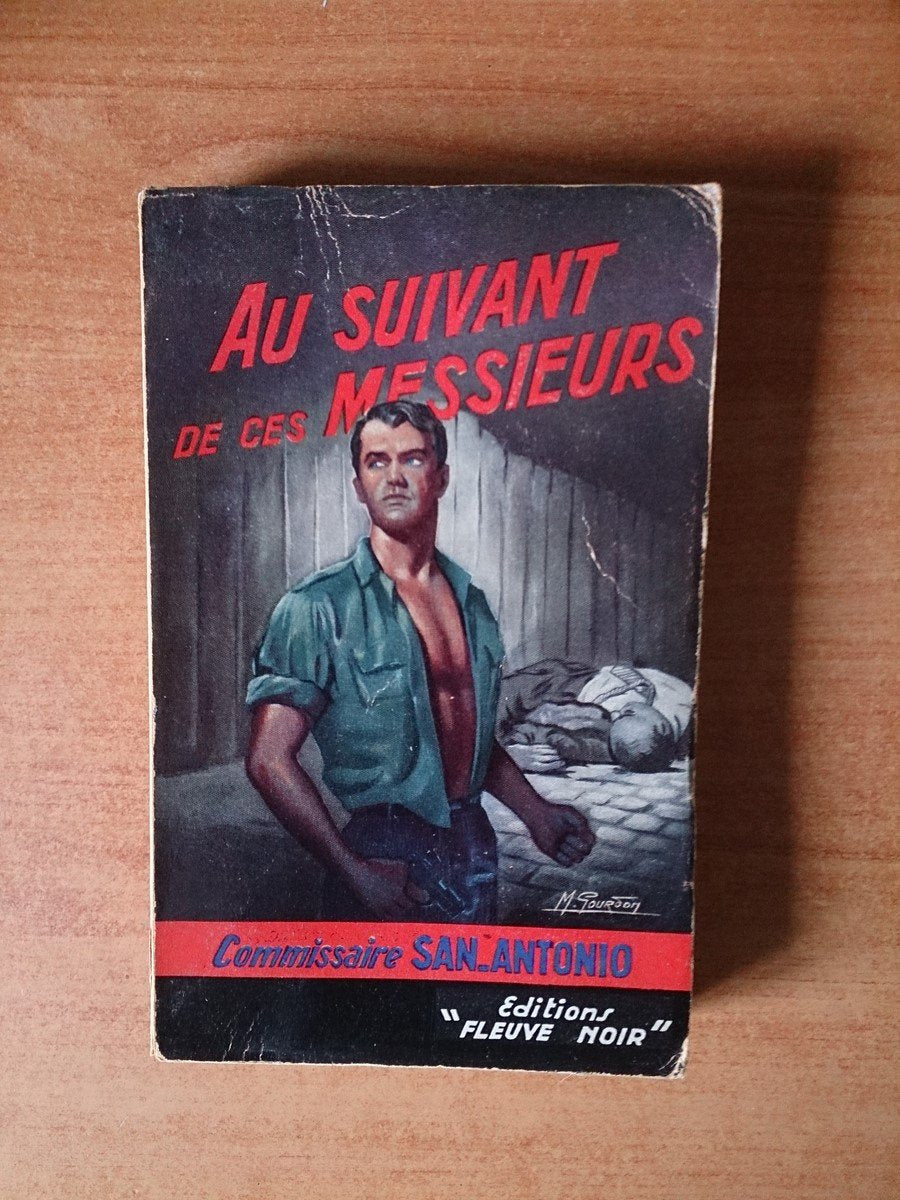 AU SUIVANT
DE CES MESSIEURS
M. Gourdon
Commissaire SAN-ANTONIO
Editions
"FLEUVE NOIR"